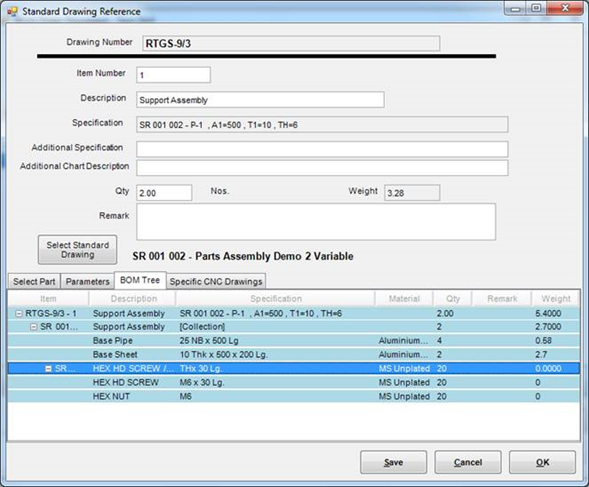 Standard Drawing Reference
Drawing Number RTGS-9/3
Item Number 1
Description Support Assembly
Specification SR 001 002 - P-1 , A1=500 , T1=10 , TH=6
Additional Specification
Additional Chart Description
Qty 2.00 Nos. Weight 3.28
Remark
Select Standard
Drawing
SR 001 002 - Parts Assembly Demo 2 Variable
Select Part Parameters BOM Tree Specific CNC Drawings
Item Description Specification Material Qty Remark Weight
RTGS-9/3 - 1 Support Assembly SR 001 002 - P-1 , A1=500 , T1=10 , TH=6 2.00 5.4000
SR 001... Support Assembly [Collection] 2 2.7000
Base Pipe 25 NB x 500 Lg Aluminium... 4 0.58
Base Sheet 10 Thk x 500 x 200 Lg. Aluminium... 2 2.7
SR... HEX HD SCREW /... THx 30 Lg. MS Unplated 20 0.0000
HEX HD SCREW M6 x 30 Lg. MS Unplated 20 0
HEX NUT M6 MS Unplated 20 0
Save Cancel OK